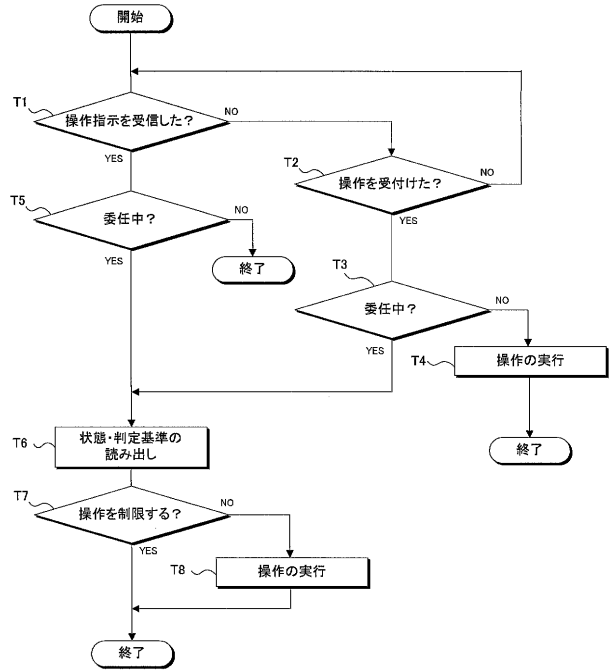 開始
T1
操作指示を受信した？
NO
YES
T2
操作を受付けた？
NO
YES
T5
委任中？
NO
YES
終了
T3
委任中？
NO
YES
T4
操作の実行
終了
T6
状態・判定基準の
読み出し
T7
操作を制限する？
NO
YES
T8
操作の実行
終了